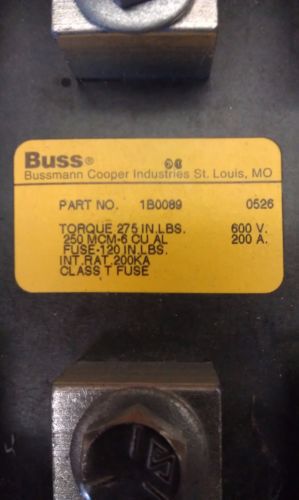 Buss®
Bussmann Cooper Industries St. Louis, MO
PART NO. 1B0089 0526
TORQUE 275 IN.LBS. 600 V.
250 MCM-6 CU AL 200 A.
FUSE-120 IN.LBS.
INT.RAT.200KA
CLASS T FUSE